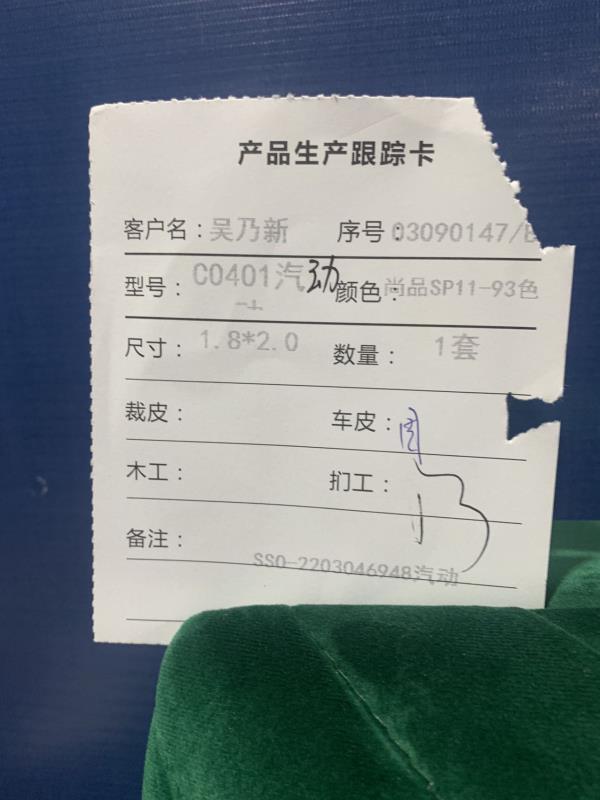 产品生产跟踪卡
客户名：吴乃新 序号：03090147/B
型号：C0401汽动 颜色：尚品SP11-93色
尺寸：1.8*2.0 数量：1套
裁皮： 车皮：周
木工： 扪工：
备注：
SSO-2203046948汽动